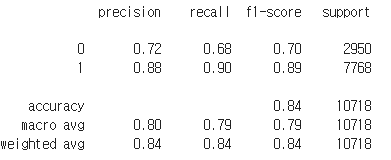 precision recall f1-score support
0 0.72 0.68 0.70 2950
1 0.88 0.90 0.89 7768
accuracy 0.84 10718
macro avg 0.80 0.79 0.79 10718
weighted avg 0.84 0.84 0.84 10718